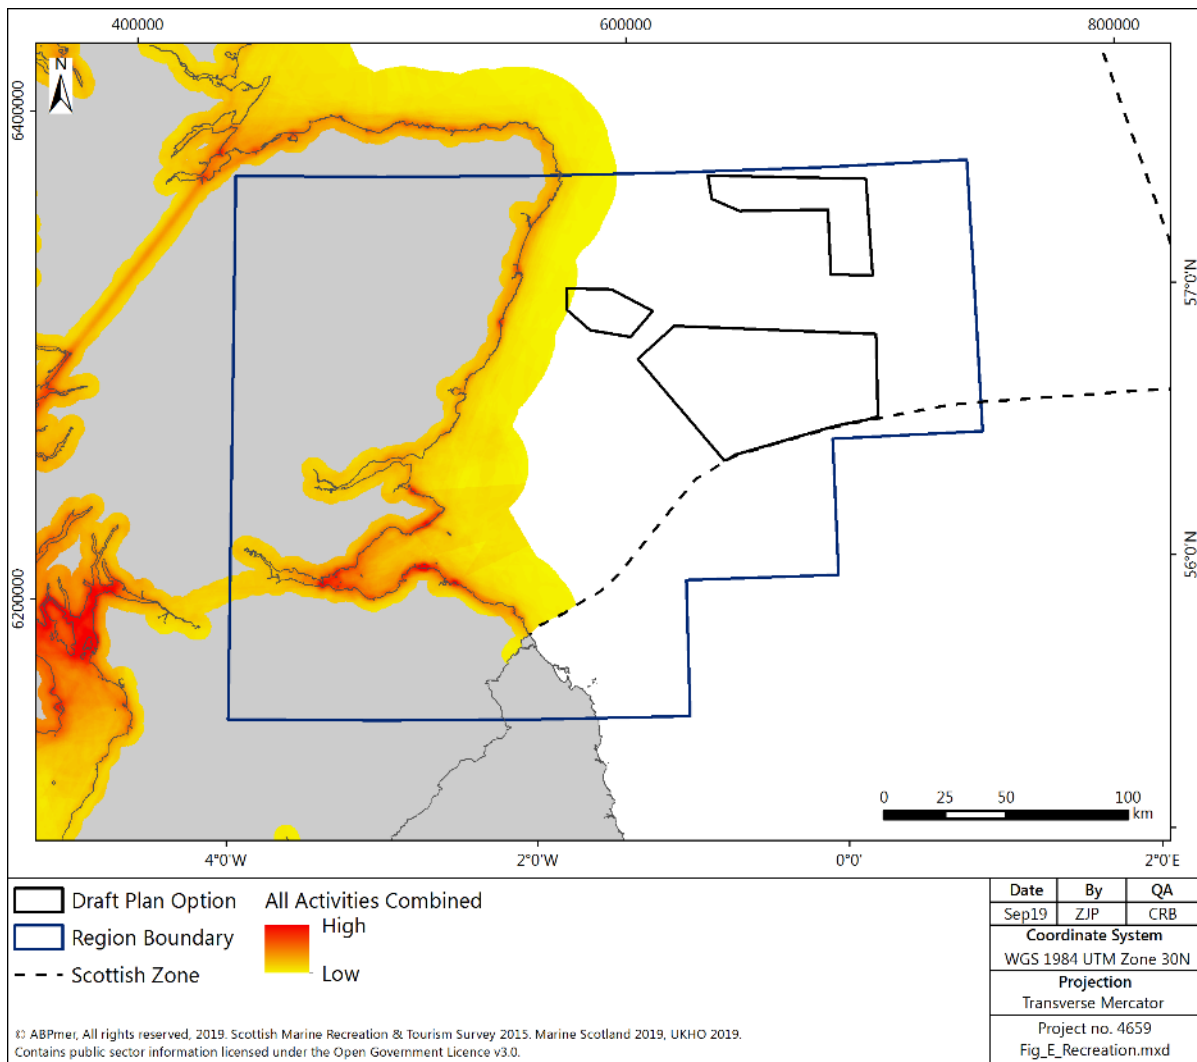 400000 600000 800000
N
6400000
57°0'N
56°0'N
6200000
0 25 50 100
km
4°0'W 2°0'W 0°0' 2°0'E
Draft Plan Option
Region Boundary
Scottish Zone
All Activities Combined
High
Low
Date By QA
Sep19 ZJP CRB
Coordinate System
WGS 1984 UTM Zone 30N
Projection
Transverse Mercator
Project no. 4659
Fig_E_Recreation.mxd
© ABPmer, All rights reserved, 2019. Scottish Marine Recreation & Tourism Survey 2015. Marine Scotland 2019, UKHO 2019.
Contains public sector information licensed under the Open Government Licence v3.0.